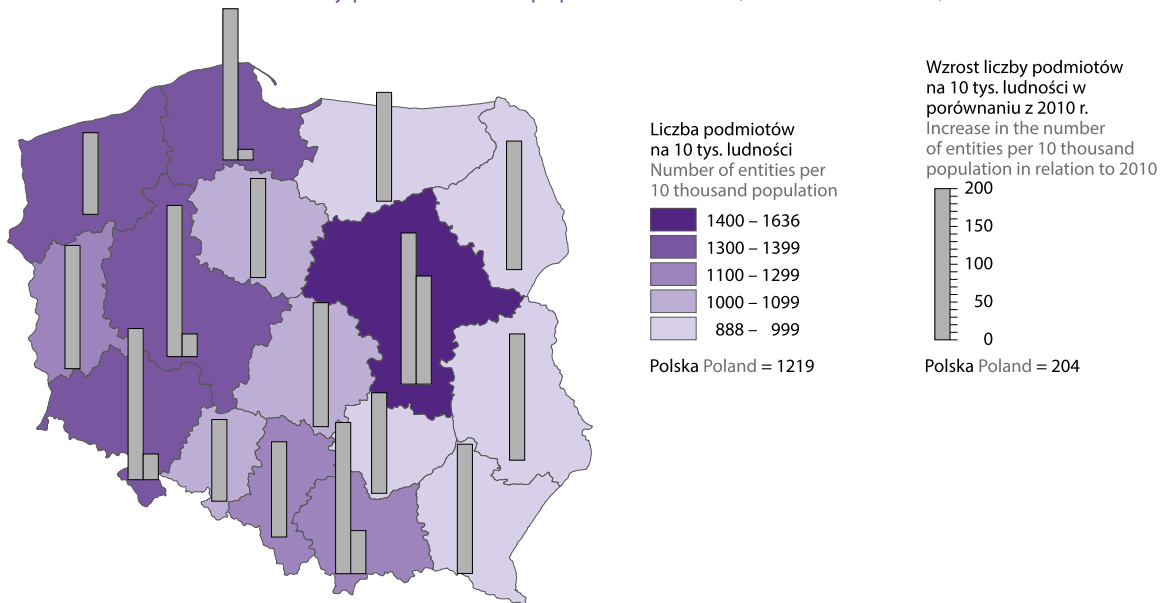 Liczba podmiotów
na 10 tys. ludności
Number of entities per
10 thousand population
1400 – 1636
1300 – 1399
1100 – 1299
1000 – 1099
888 – 999
Polska Poland = 1219
Wzrost liczby podmiotów
na 10 tys. ludności w
porównaniu z 2010 r.
Increase in the number
of entities per 10 thousand
population in relation to 2010
200
150
100
50
0
Polska Poland = 204